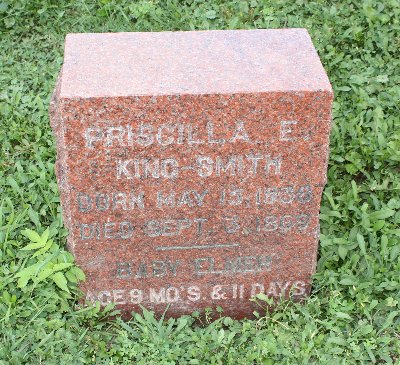 PRISCILLA E.
KING-SMITH
BORN MAY 13, 1838
DIED SEPT. 3, 1899
BABY ELMER
AGE 9 MO'S. & 11 DAYS.